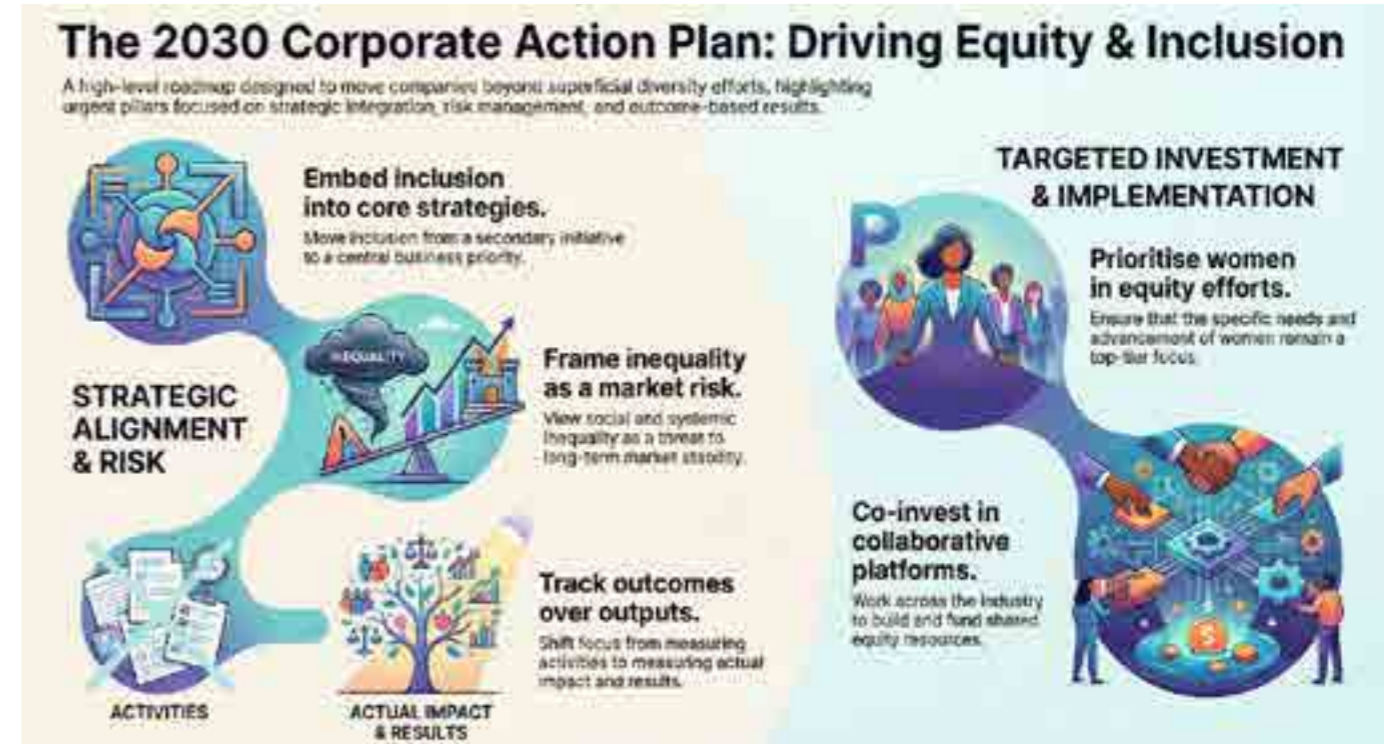 The 2030 Corporate Action Plan: Driving Equity & Inclusion
A high-level roadmap designed to move companies beyond superficial diversity efforts, highlighting
urgent pillars focused on strategic integration, risk management, and outcome-based results.
Embed inclusion
into core strategies.
Move inclusion from a secondary initiative
to a central business priority.
STRATEGIC
ALIGNMENT
& RISK
INEQUALITY
Frame inequality
as a market risk.
View social and systemic
inequality as a threat to
long-term market stability.
Track outcomes
over outputs.
Shift focus from measuring
activities to measuring actual
impact and results.
ACTIVITIES
ACTUAL IMPACT
& RESULTS
TARGETED INVESTMENT
& IMPLEMENTATION
P
Prioritise women
in equity efforts.
Ensure that the specific needs and
advancement of women remain a
top-tier focus.
Co-invest in
collaborative
platforms.
Work across the industry
to build and fund shared
equity resources.
$